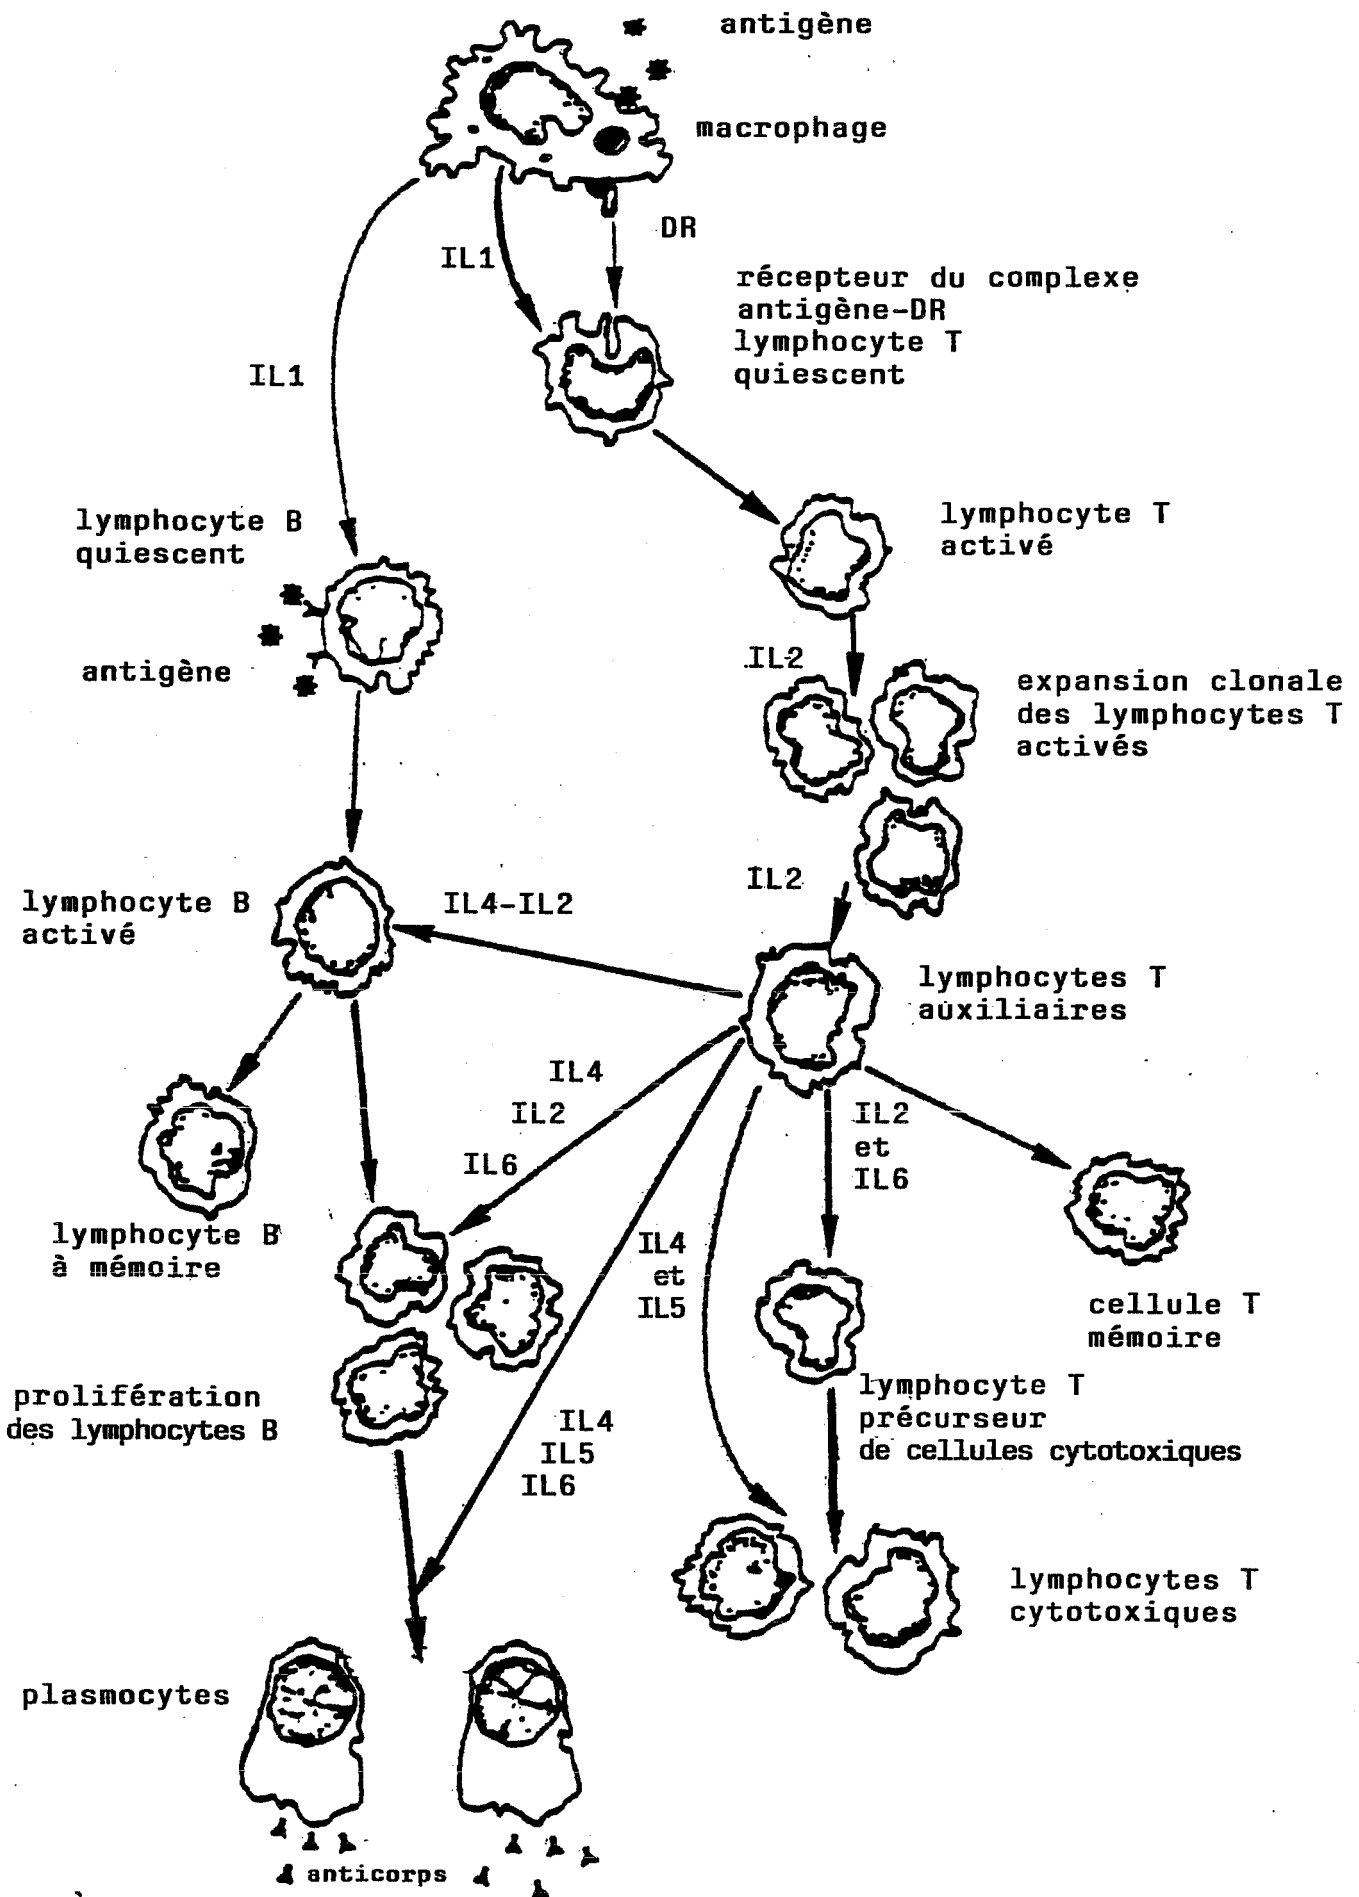 antigène
macrophage
DR
IL1
récepteur du complexe
antigène-DR
lymphocyte T
quiescent
IL1
lymphocyte B
quiescent
lymphocyte T
activé
antigène
IL2
expansion clonale
des lymphocytes T
activés
IL2
lymphocyte B
activé
IL4-IL2
lymphocytes T
auxiliaires
IL4
IL2
IL6
IL2
et
IL6
lymphocyte B
à mémoire
IL4
et
IL5
cellule T
mémoire
lymphocyte T
précurseur
de cellules cytotoxiques
prolifération
des lymphocytes B
IL4
IL5
IL6
lymphocytes T
cytotoxiques
plasmocytes
anticorps